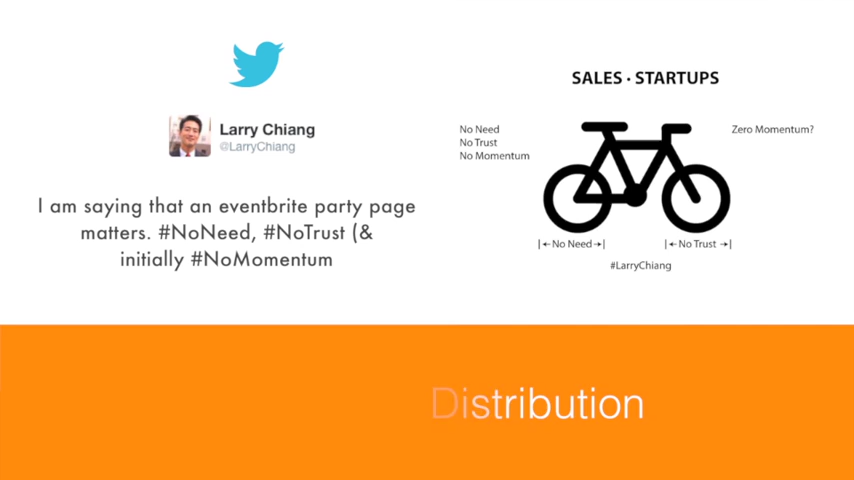 Larry Chiang
@LarryChiang
I am saying that an eventbrite party page
matters. #NoNeed, #NoTrust (&
initially #NoMomentum
SALES · STARTUPS
No Need
No Trust
No Momentum
Zero Momentum?
|←No Need→|
|← No Trust →|
#LarryChiang
Distribution